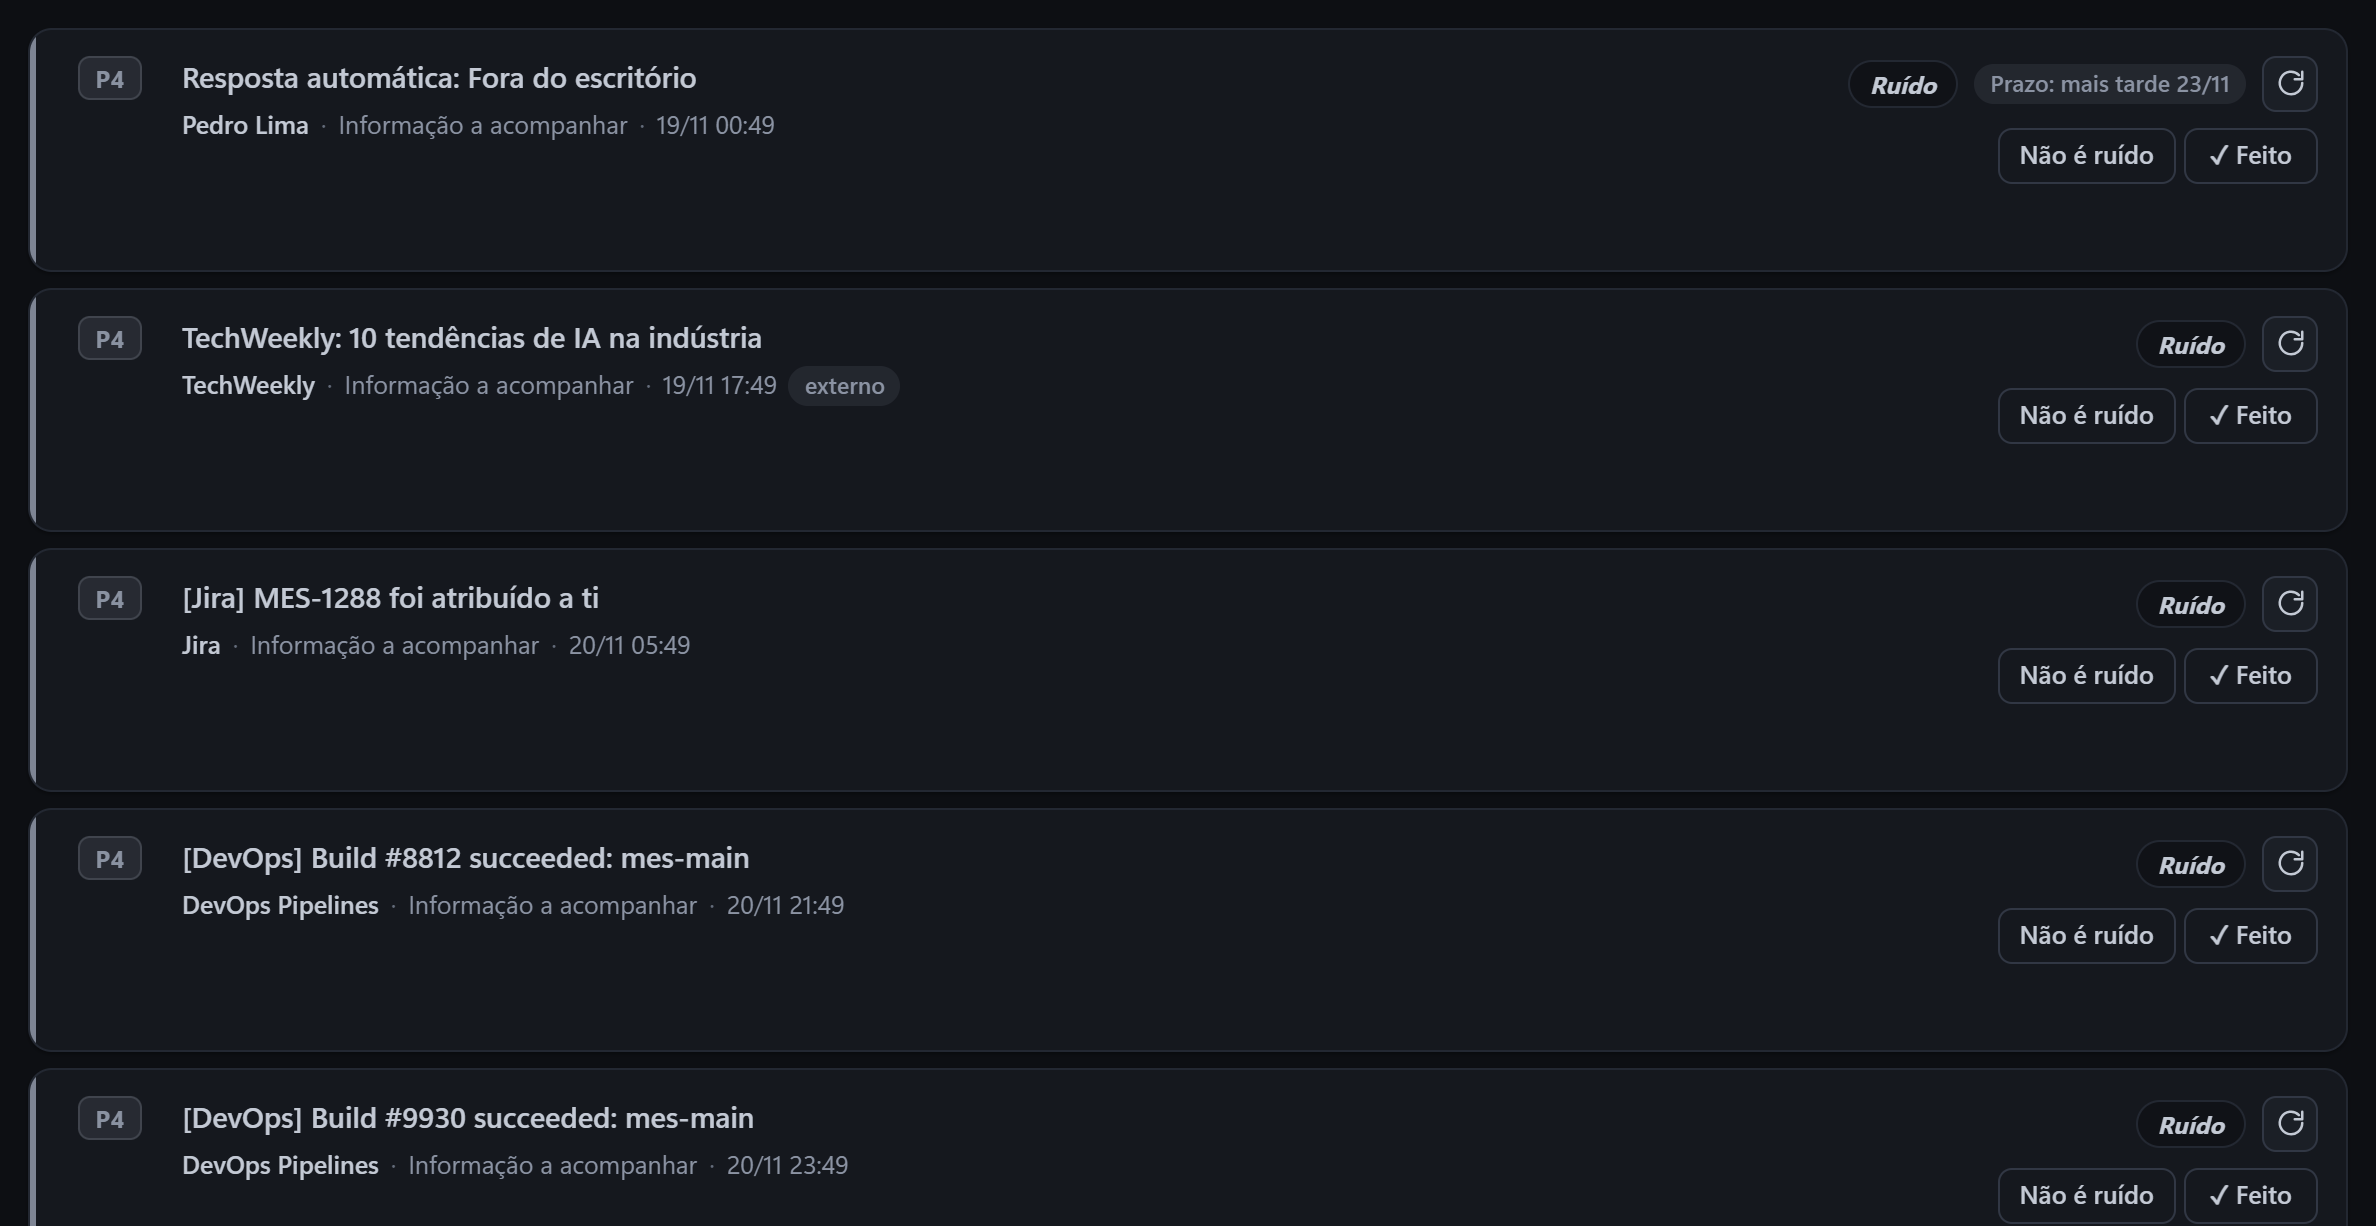 P4 Resposta automática: Fora do escritório Ruído Prazo: mais tarde 23/11
Pedro Lima · Informação a acompanhar · 19/11 00:49
Não é ruído ✓ Feito
P4 TechWeekly: 10 tendências de IA na indústria Ruído
TechWeekly · Informação a acompanhar · 19/11 17:49 externo
Não é ruído ✓ Feito
P4 [Jira] MES-1288 foi atribuído a ti Ruído
Jira · Informação a acompanhar · 20/11 05:49
Não é ruído ✓ Feito
P4 [DevOps] Build #8812 succeeded: mes-main Ruído
DevOps Pipelines · Informação a acompanhar · 20/11 21:49
Não é ruído ✓ Feito
P4 [DevOps] Build #9930 succeeded: mes-main Ruído
DevOps Pipelines · Informação a acompanhar · 20/11 23:49
Não é ruído ✓ Feito